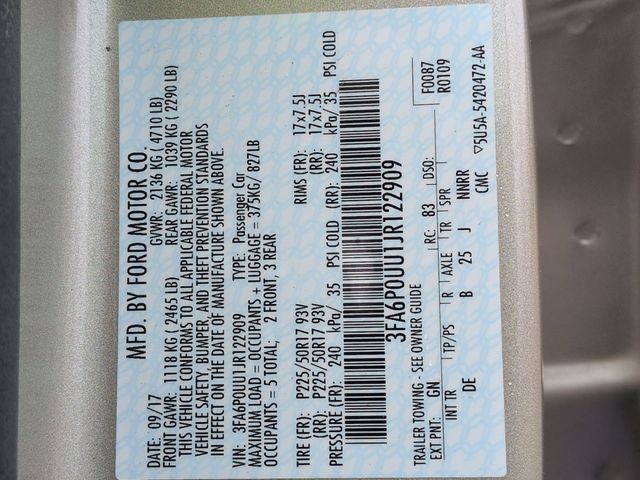 MFD. BY FORD MOTOR CO.
DATE: 09/17 GVWR: 2136 KG ( 4710 LB)
FRONT GAWR: 1118 KG ( 2465 LB) REAR GAWR: 1039 KG ( 2290 LB)
THIS VEHICLE CONFORMS TO ALL APPLICABLE FEDERAL MOTOR
VEHICLE SAFETY, BUMPER, AND THEFT PREVENTION STANDARDS
IN EFFECT ON THE DATE OF MANUFACTURE SHOWN ABOVE.
VIN: 3FA6P0UU1JR122909 TYPE: Passenger Car
MAXIMUM LOAD = OCCUPANTS + LUGGAGE = 375KG/ 827LB
OCCUPANTS = 5 TOTAL; 2 FRONT, 3 REAR
TIRE (FR): P225/50R17 93V RIMS (FR): 17x7.5J
(RR): P225/50R17 93V (RR): 17x7.5J
PRESSURE (FR): 240 kPa/ 35 PSI COLD (RR): 240 kPa/ 35 PSI COLD
3FA6P0UU1JR122909
TRAILER TOWING - SEE OWNER GUIDE F0087
EXT PNT: GN RC: 83 DSO: R0109
INT TR TP/PS R AXLE TR SPR
DE B 25 J NWRR
CMC ▽5U5A-5420472-AA